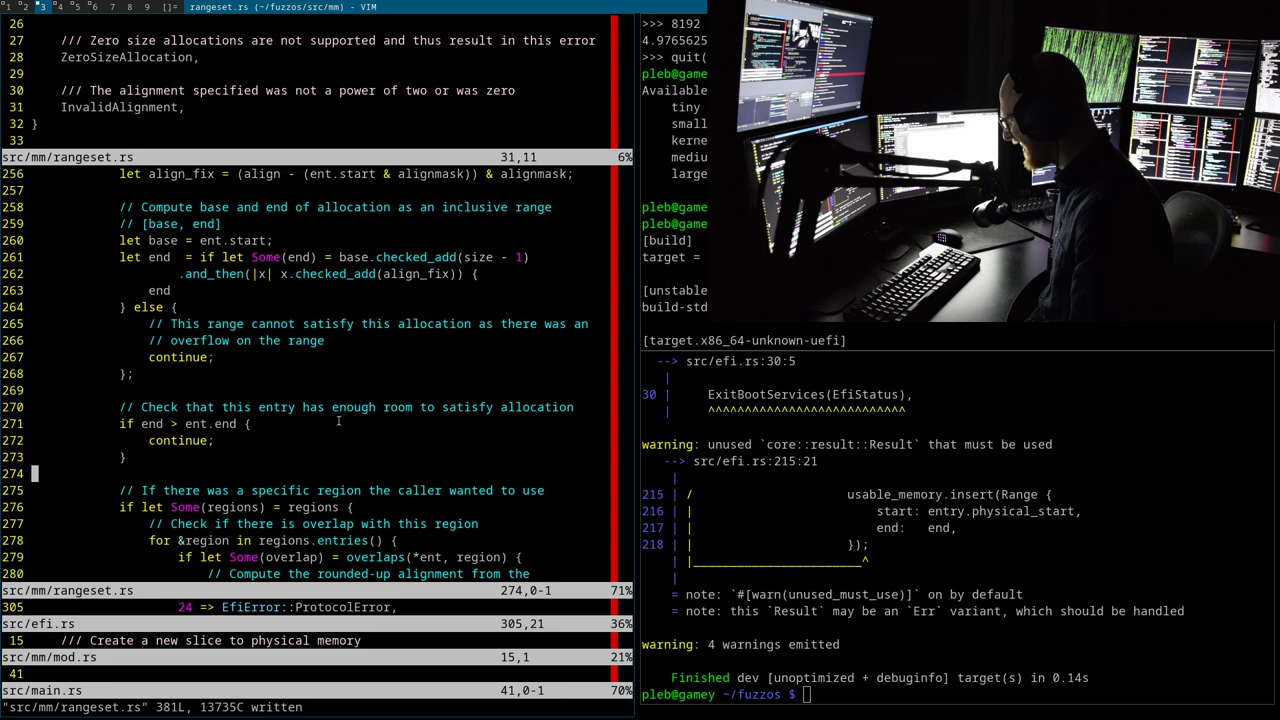 1 2 3 4 5 6 7 8 9 []= rangeset.rs (~/fuzzos/src/mm) - VIM
26
27     /// Zero size allocations are not supported and thus result in this error
28     ZeroSizeAllocation,
29
30     /// The alignment specified was not a power of two or was zero
31     InvalidAlignment,
32 }
33
src/mm/rangeset.rs 31,11 6%
256             let align_fix = (align - (ent.start & alignmask)) & alignmask;
257
258             // Compute base and end of allocation as an inclusive range
259             // [base, end]
260             let base = ent.start;
261             let end  = if let Some(end) = base.checked_add(size - 1)
262                     .and_then(|x| x.checked_add(align_fix)) {
263                 end
264             } else {
265                 // This range cannot satisfy this allocation as there was an
266                 // overflow on the range
267                 continue;
268             };
269
270             // Check that this entry has enough room to satisfy allocation
271             if end > ent.end {
272                 continue;
273             }
274
275             // If there was a specific region the caller wanted to use
276             if let Some(regions) = regions {
277                 // Check if there is overlap with this region
278                 for &region in regions.entries() {
279                     if let Some(overlap) = overlaps(*ent, region) {
280                         // Compute the rounded-up alignment from the
src/mm/rangeset.rs 274,0-1 71%
305                     24 => EfiError::ProtocolError,
src/efi.rs 305,21 36%
15     /// Create a new slice to physical memory
src/mm/mod.rs 15,1 21%
41
src/main.rs 41,0-1 70%
"src/mm/rangeset.rs" 381L, 13735C written
>>> 8192
4.9765625
>>> quit(
pleb@game
Available
    tiny
    small
    kerne
    mediu
    large
pleb@game
pleb@game
[build]
target =
[unstable
build-std
[target.x86_64-unknown-uefi]
  --> src/efi.rs:30:5
   |
30 |     ExitBootServices(EfiStatus),
   |     ^^^^^^^^^^^^^^^^^^^^^^^^^^^
warning: unused `core::result::Result` that must be used
   --> src/efi.rs:215:21
    |
215 | /                     usable_memory.insert(Range {
216 | |                         start: entry.physical_start,
217 | |                         end:   end,
218 | |                     });
    | |_______________________^
    |
    = note: `#[warn(unused_must_use)]` on by default
    = note: this `Result` may be an `Err` variant, which should be handled
warning: 4 warnings emitted
    Finished dev [unoptimized + debuginfo] target(s) in 0.14s
pleb@gamey ~/fuzzos $